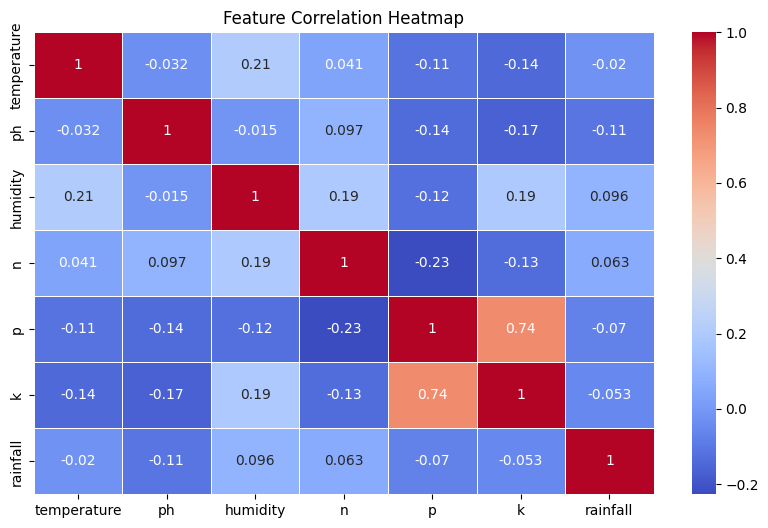 Feature Correlation Heatmap
temperature 1 -0.032 0.21 0.041 -0.11 -0.14 -0.02
ph -0.032 1 -0.015 0.097 -0.14 -0.17 -0.11
humidity 0.21 -0.015 1 0.19 -0.12 0.19 0.096
n 0.041 0.097 0.19 1 -0.23 -0.13 0.063
p -0.11 -0.14 -0.12 -0.23 1 0.74 -0.07
k -0.14 -0.17 0.19 -0.13 0.74 1 -0.053
rainfall -0.02 -0.11 0.096 0.063 -0.07 -0.053 1
temperature ph humidity n p k rainfall
1.0
0.8
0.6
0.4
0.2
0.0
−0.2